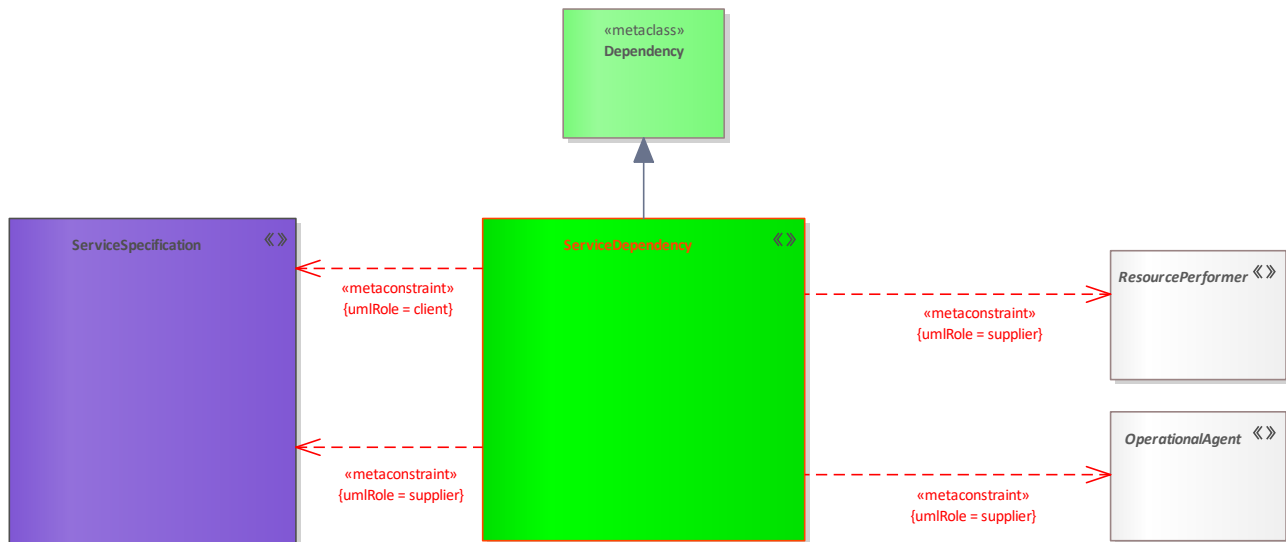 «metaclass»
Dependency
ServiceSpecification «»
ServiceDependency «»
ResourcePerformer «»
«metaconstraint»
{umlRole = client}
«metaconstraint»
{umlRole = supplier}
OperationalAgent «»
«metaconstraint»
{umlRole = supplier}
«metaconstraint»
{umlRole = supplier}